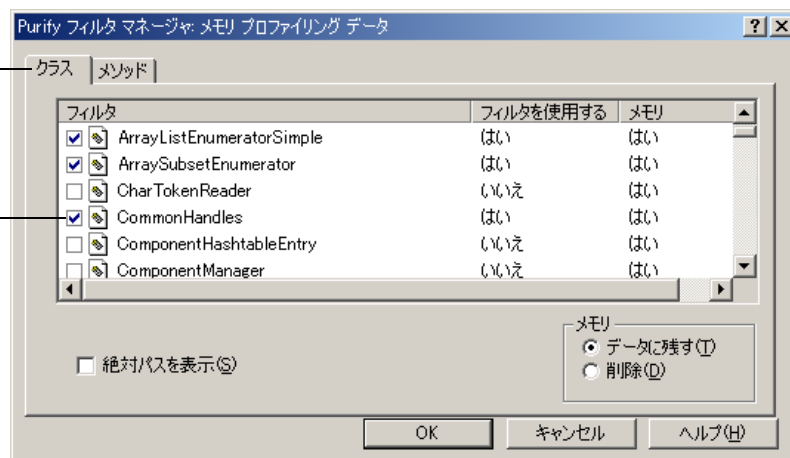 Purify フィルタ マネージャ: メモリ プロファイリング データ
クラス メソッド
フィルタ フィルタを使用する メモリ
ArrayListEnumeratorSimple はい はい
ArraySubsetEnumerator はい はい
CharTokenReader いいえ はい
CommonHandles はい はい
ComponentHashtableEntry いいえ はい
ComponentManager いいえ はい
メモリ
データに残す(T)
絶対パスを表示(S)
削除(D)
OK キャンセル ヘルプ(H)